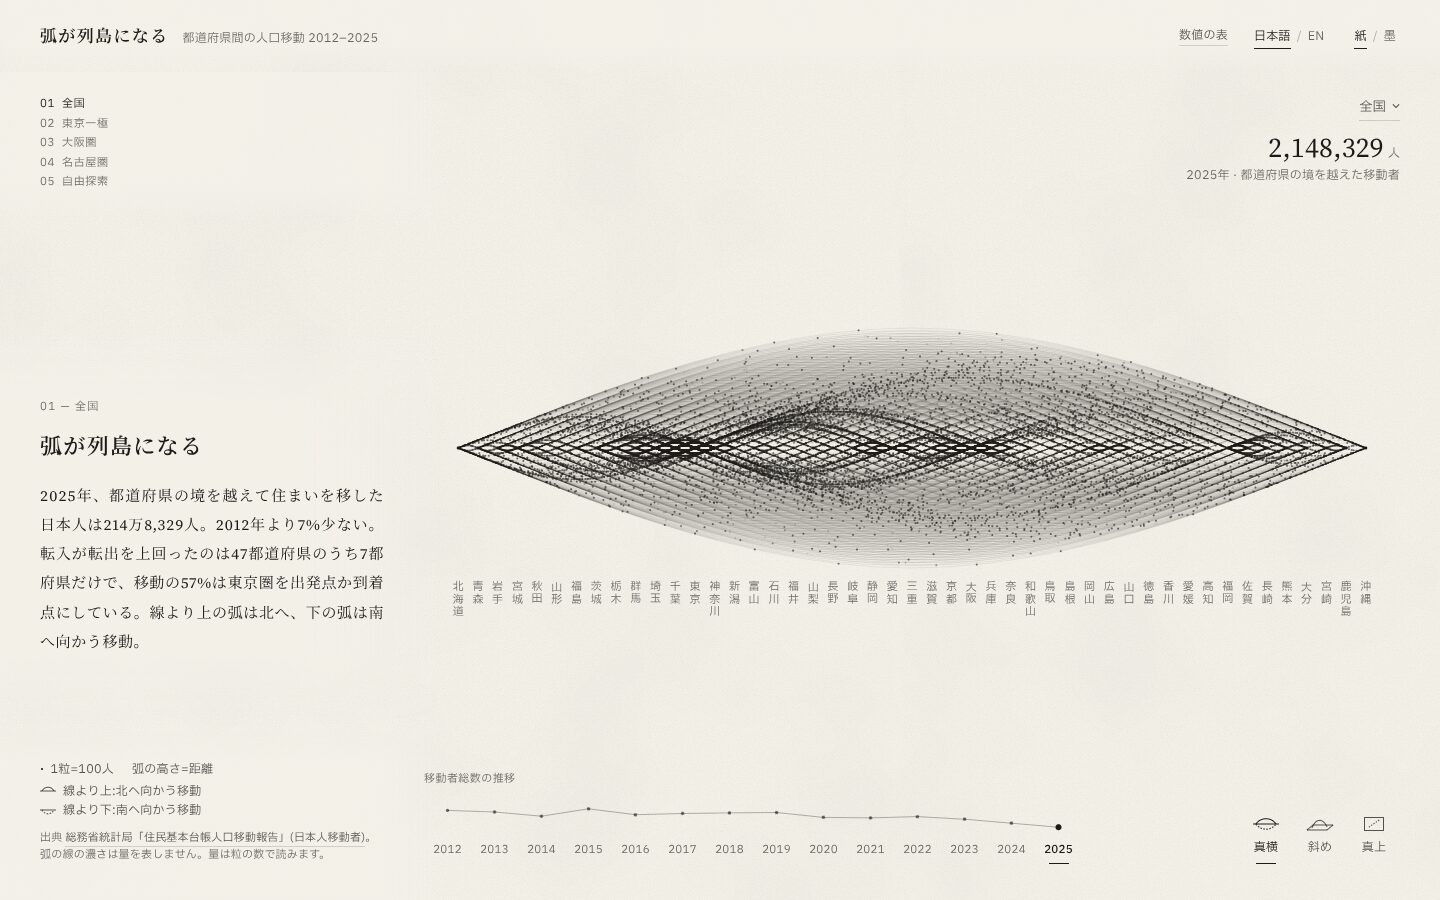 弧が列島になる 都道府県間の人口移動 2012–2025
数値の表 日本語 / EN 紙 / 墨
01 全国
02 東京一極
03 大阪圏
04 名古屋圏
05 自由探索
全国
2,148,329 人
2025年 · 都道府県の境を越えた移動者
01 — 全国
弧が列島になる
2025年、都道府県の境を越えて住まいを移した
日本人は214万8,329人。2012年より7%少ない。
転入が転出を上回ったのは47都道府県のうち7都
府県だけで、移動の57%は東京圏を出発点か到着
点にしている。線より上の弧は北へ、下の弧は南
へ向かう移動。
北海道 青森 岩手 宮城 秋田 山形 福島 茨城 栃木 群馬 埼玉 千葉 東京 神奈川 新潟 富山 石川 福井 山梨 長野 岐阜 静岡 愛知 三重 滋賀 京都 大阪 兵庫 奈良 和歌山 鳥取 島根 岡山 広島 山口 徳島 香川 愛媛 高知 福岡 佐賀 長崎 熊本 大分 宮崎 鹿児島 沖縄
· 1粒=100人 弧の高さ=距離
線より上:北へ向かう移動
線より下:南へ向かう移動
出典 総務省統計局「住民基本台帳人口移動報告」(日本人移動者)。
弧の線の濃さは量を表しません。量は粒の数で読みます。
移動者総数の推移
2012 2013 2014 2015 2016 2017 2018 2019 2020 2021 2022 2023 2024 2025
真横 斜め 真上